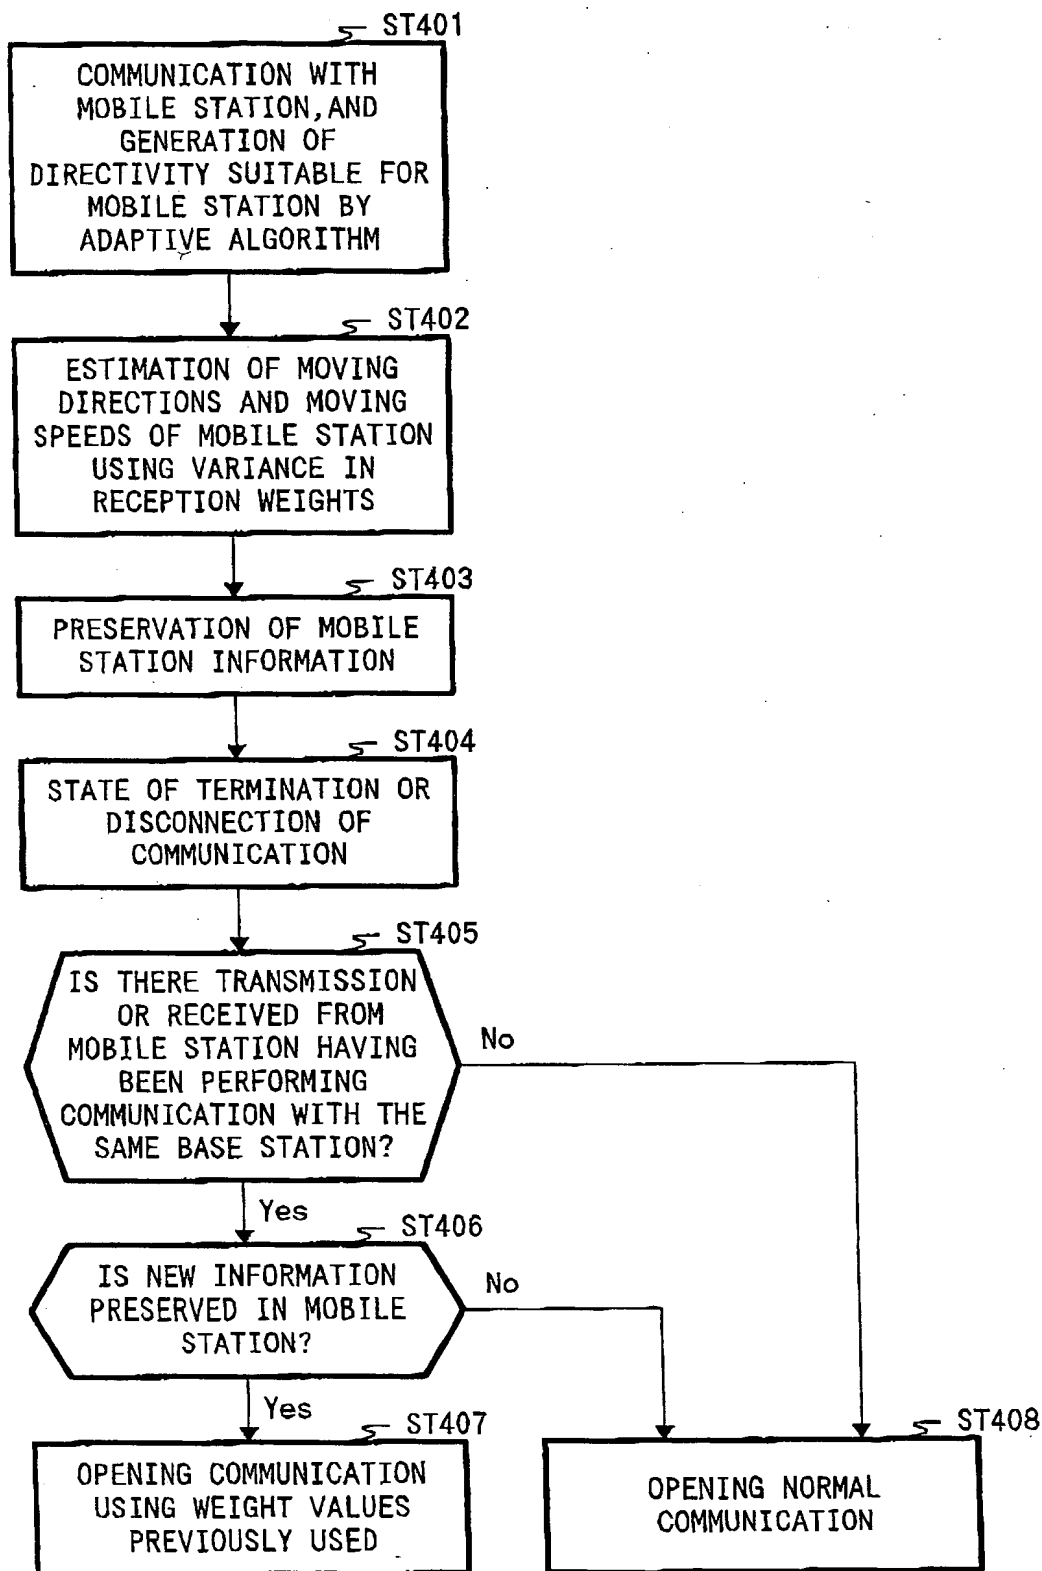 ST401
COMMUNICATION WITH
MOBILE STATION, AND
GENERATION OF
DIRECTIVITY SUITABLE FOR
MOBILE STATION BY
ADAPTIVE ALGORITHM
ST402
ESTIMATION OF MOVING
DIRECTIONS AND MOVING
SPEEDS OF MOBILE STATION
USING VARIANCE IN
RECEPTION WEIGHTS
ST403
PRESERVATION OF MOBILE
STATION INFORMATION
ST404
STATE OF TERMINATION OR
DISCONNECTION OF
COMMUNICATION
ST405
IS THERE TRANSMISSION
OR RECEIVED FROM
MOBILE STATION HAVING
BEEN PERFORMING
COMMUNICATION WITH THE
SAME BASE STATION?
No
Yes
ST406
IS NEW INFORMATION
PRESERVED IN MOBILE
STATION?
No
Yes
ST407
OPENING COMMUNICATION
USING WEIGHT VALUES
PREVIOUSLY USED
ST408
OPENING NORMAL
COMMUNICATION